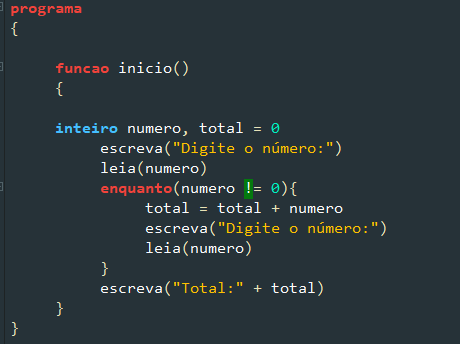 programa
{
funcao inicio()
{
inteiro numero, total = 0
escreva("Digite o número:")
leia(numero)
enquanto(numero != 0){
total = total + numero
escreva("Digite o número:")
leia(numero)
}
escreva("Total:" + total)
}
}